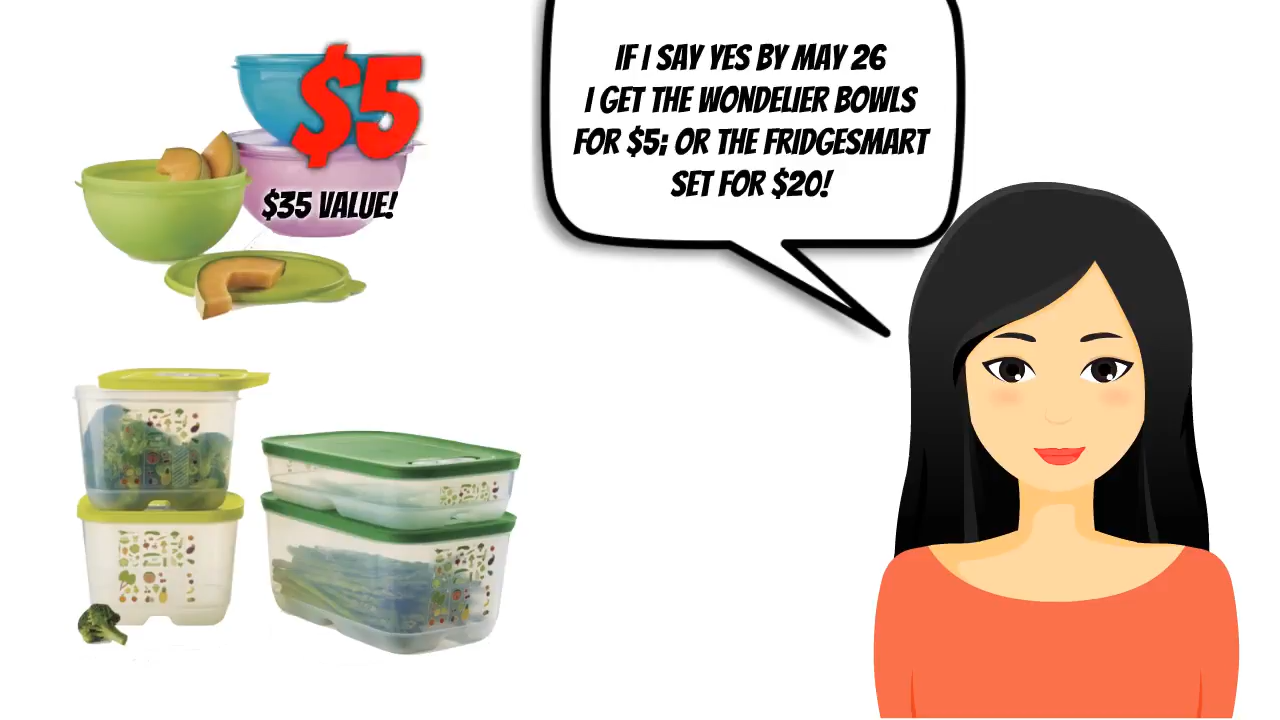 $5
$35 VALUE!
IF I SAY YES BY MAY 26
I GET THE WONDELIER BOWLS
FOR $5; OR THE FRIDGESMART
SET FOR $20!